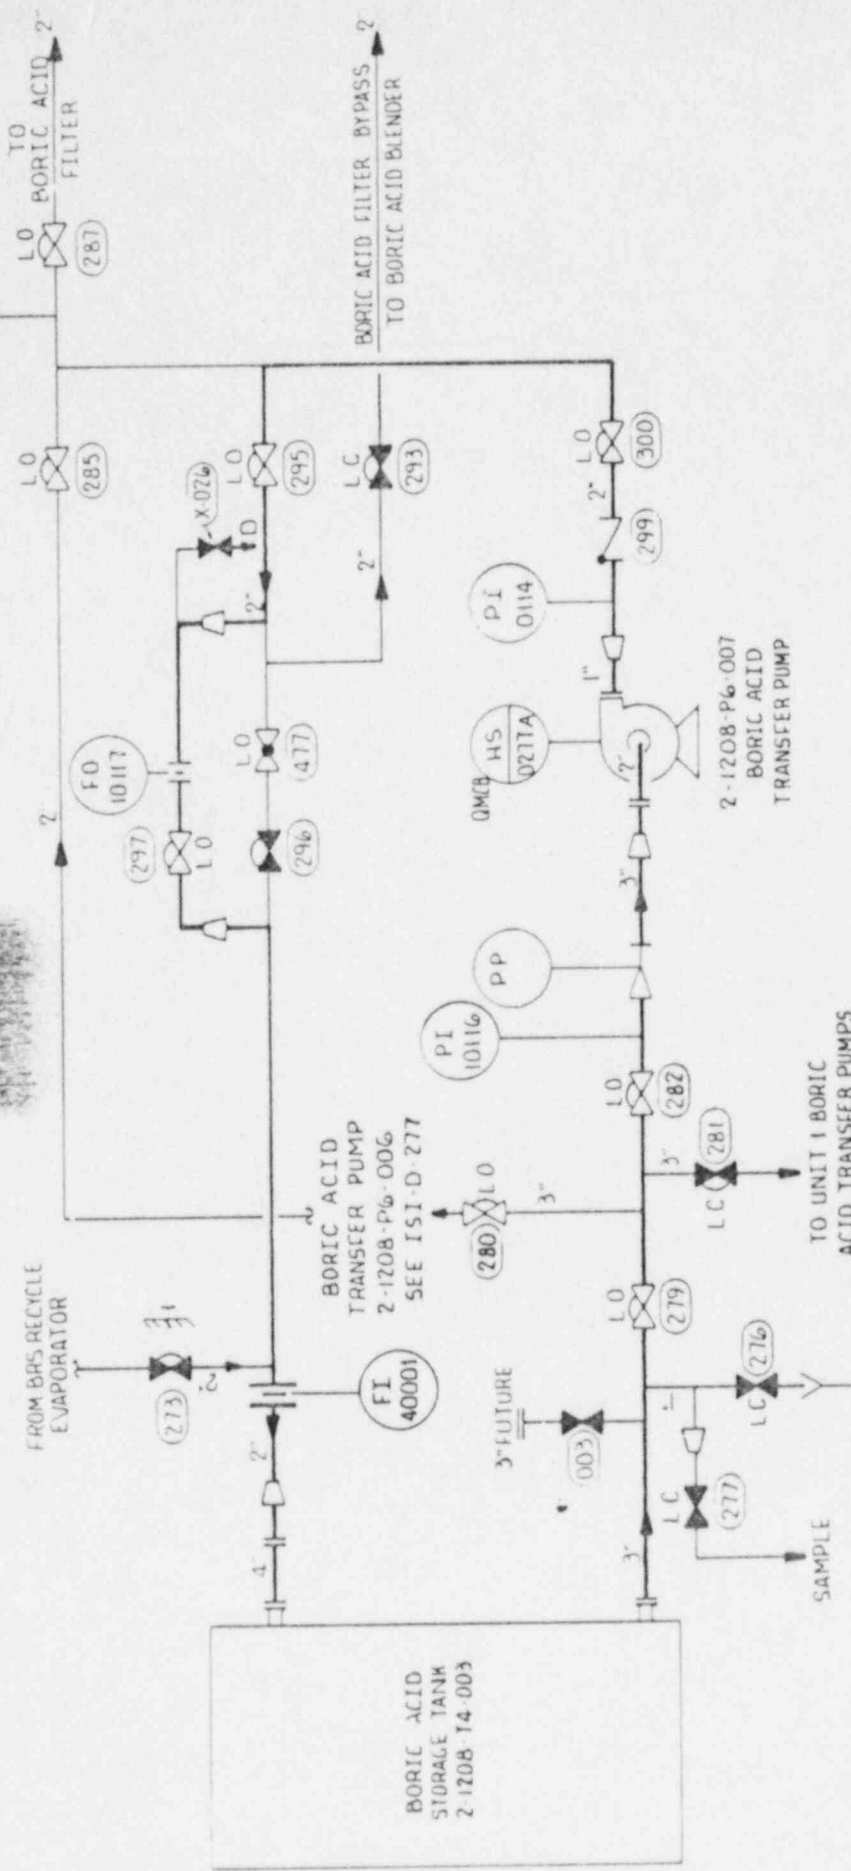 TO
BORIC ACID
FILTER
2"
LO
287
BORIC ACID FILTER BYPASS
TO BORIC ACID BLENDER
2"
LO
285
2"
X-026
D
LO
295
2"
LC
293
2"
FO
10117
297
LO
LO
477
296
LO
300
2"
299
PI
0114
1"
QMCB
HS
0277A
2"
2-1208-P6-007
BORIC ACID
TRANSFER PUMP
3"
PP
PI
10116
LO
282
3"
281
LC
TO UNIT 1 BORIC
ACID TRANSFER PUMPS
BORIC ACID
TRANSFER PUMP
2-1208-P6-006
SEE ISI-D-277
280
LO
3"
LO
279
FROM BRS RECYCLE
EVAPORATOR
273
2"
FI
40001
2"
4"
3" FUTURE
003
3"
1"
276
LC
LC
277
SAMPLE
BORIC ACID
STORAGE TANK
2-1208-T4-003